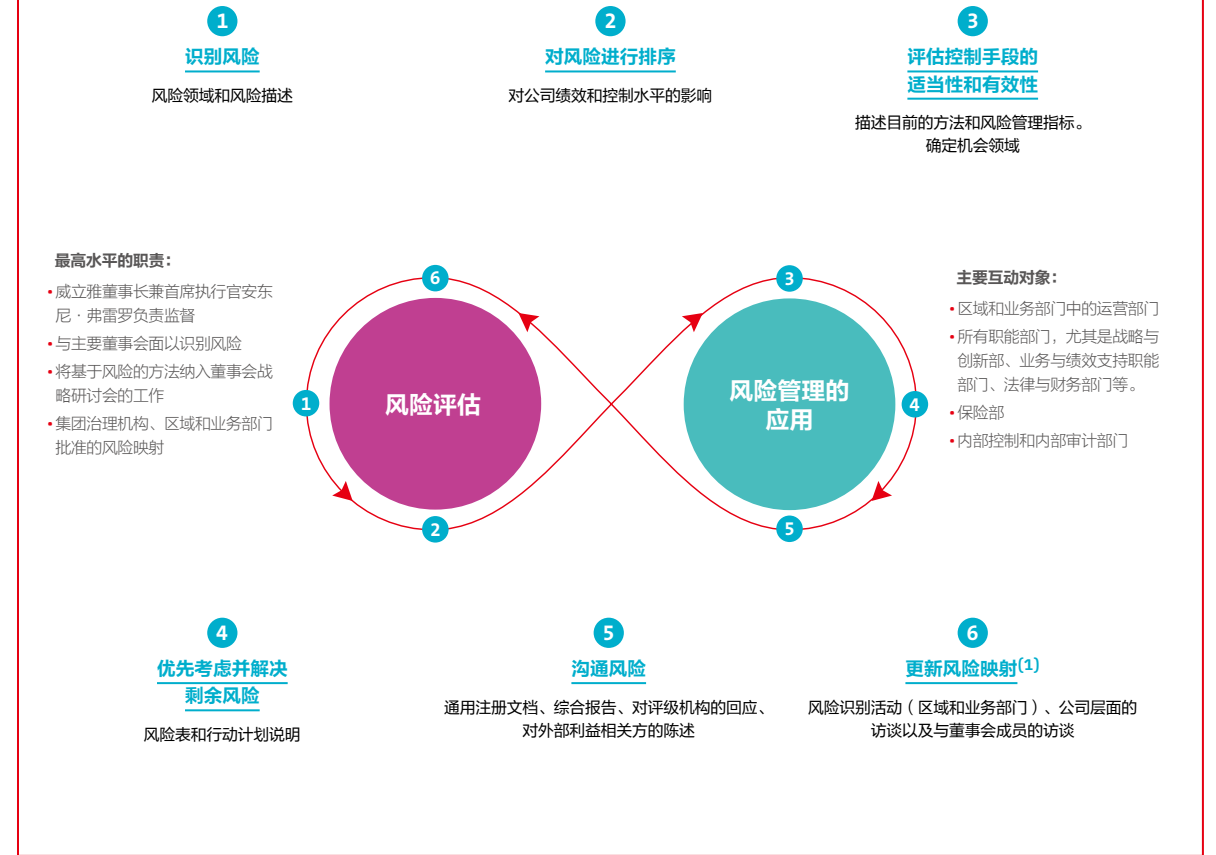 1
识别风险
风险领域和风险描述
2
对风险进行排序
对公司绩效和控制水平的影响
3
评估控制手段的
适当性和有效性
描述目前的方法和风险管理指标。
确定机会领域
最高水平的职责：
•威立雅董事长兼首席执行官安东
尼·弗雷罗负责监督
•与主要董事会面以识别风险
•将基于风险的方法纳入董事会战
略研讨会的工作
•集团治理机构、区域和业务部门
批准的风险映射
6
1
风险评估
2
3
风险管理的
应用
4
5
主要互动对象：
•区域和业务部门中的运营部门
•所有职能部门，尤其是战略与
创新部、业务与绩效支持职能
部门、法律与财务部门等。
•保险部
•内部控制和内部审计部门
4
优先考虑并解决
剩余风险
风险表和行动计划说明
5
沟通风险
通用注册文档、综合报告、对评级机构的回应、
对外部利益相关方的陈述
6
更新风险映射(1)
风险识别活动（区域和业务部门）、公司层面的
访谈以及与董事会成员的访谈